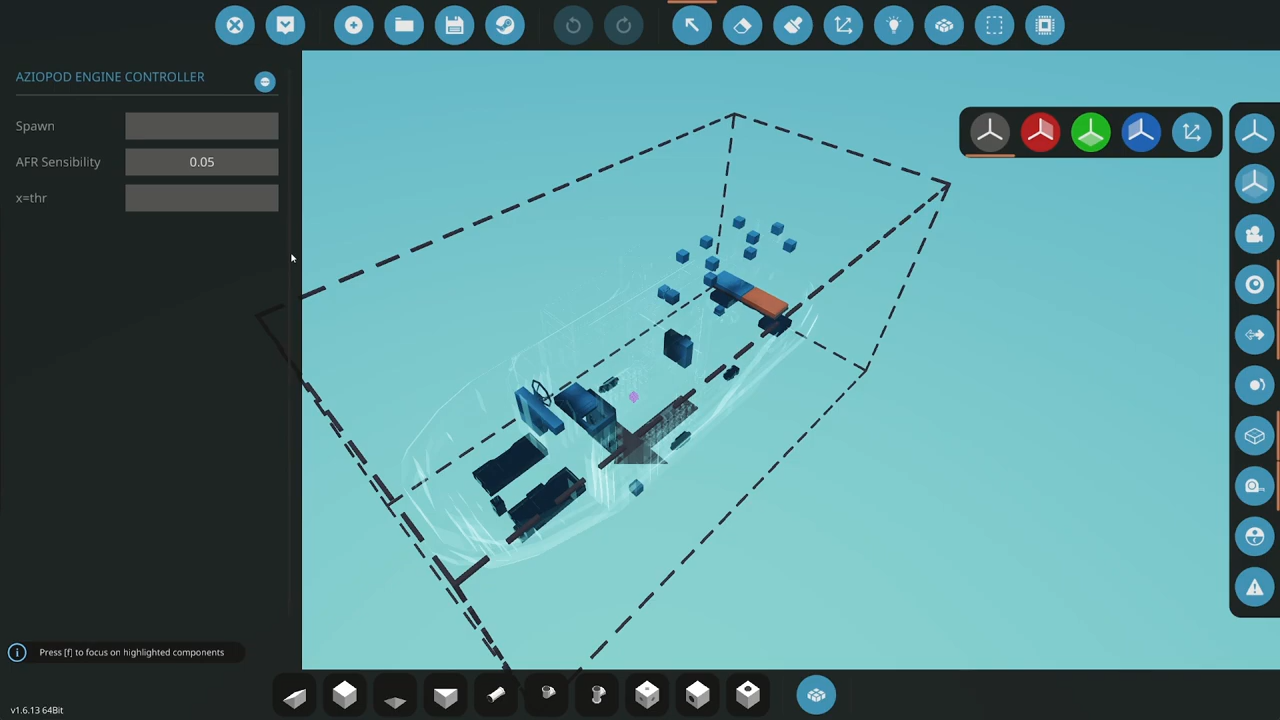 AZIOPOD ENGINE CONTROLLER
Spawn
AFR Sensibility 0.05
x=thr
Press [f] to focus on highlighted components
v1.6.13 64Bit